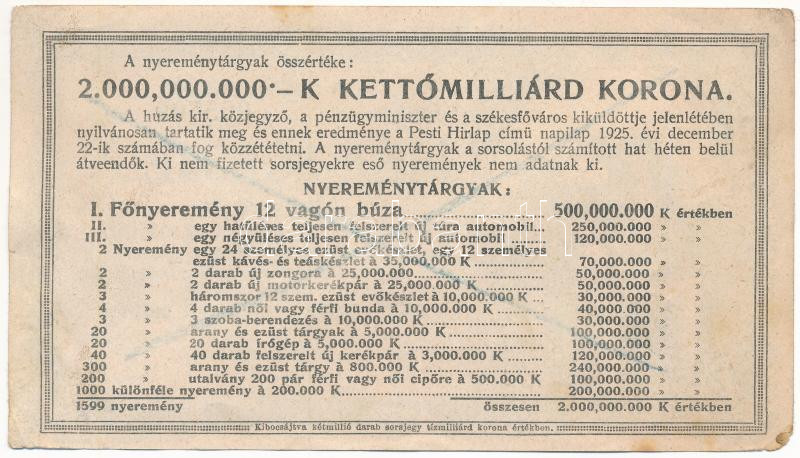 A nyereménytárgyak összértéke:
2.000,000.000·– K KETTŐMILLIÁRD KORONA.
A huzás kir. közjegyző, a pénzügyminiszter és a székesfőváros kiküldöttje jelenlétében
nyilvánosan tartatik meg és ennek eredménye a Pesti Hirlap című napilap 1925. évi december
22-ik számában fog közzététetni. A nyereménytárgyak a sorsolástól számított hat héten belül
átveendők. Ki nem fizetett sorsjegyekre eső nyeremények nem adatnak ki.
NYEREMÉNYTÁRGYAK:
I. Főnyeremény 12 vagón búza 500,000.000 K értékben
II. » egy hatüléses teljesen felszerelt új túra automobil... 250,000.000 » »
III. » egy négyüléses teljesen felszerelt új automobil 120,000.000 » »
2 Nyeremény egy 24 személyes ezüst evőkészlet, egy 12 személyes
ezüst kávés- és teáskészlet à 35,000.000 K 70,000.000 » »
2 » 2 darab új zongora à 25,000.000 50,000.000 » »
2 » 2 darab új motorkerékpár à 25,000.000 K 50,000.000 » »
3 » háromszor 12 szem. ezüst evőkészlet à 10,000.000 K 30,000.000 » »
4 » 4 darab női vagy férfi bunda à 10,000.000 K 40,000.000 » »
3 » 3 szoba-berendezés à 10,000.000 K 30,000.000 » »
20 » arany és ezüst tárgyak à 5,000.000 K 100,000.000 » »
20 » 20 darab írógép à 5,000.000 K 100,000.000 » »
40 » 40 darab felszerelt új kerékpár à 3,000.000 K 120,000.000 » »
300 » arany és ezüst tárgy à 800.000 K 240,000.000 » »
200 » utalvány 200 pár férfi vagy női cipőre à 500.000 K 100,000.000 » »
1000 különféle nyeremény à 200.000 K 200,000.000 » »
1599 nyeremény összesen 2.000,000.000 K értékben
Kibocsájtva kétmillió darab sorsjegy tízmilliárd korona értékben.